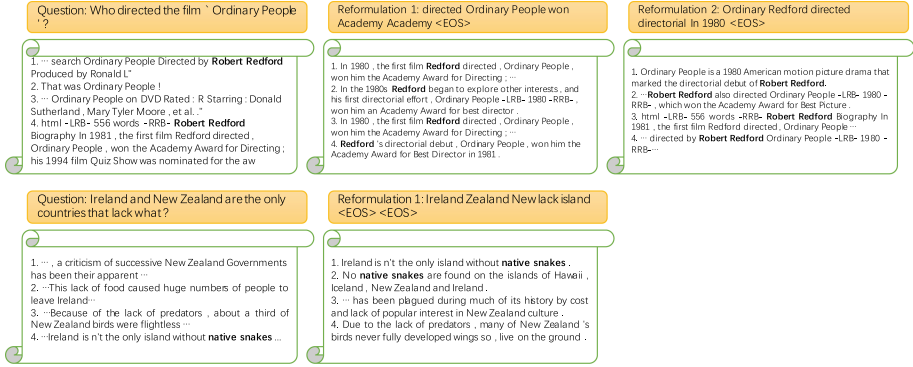 Question: Who directed the film ` Ordinary People
' ?
1. ··· search Ordinary People Directed by Robert Redford
Produced by Ronald L"
2. That was Ordinary People !
3. ··· Ordinary People on DVD Rated : R Starring : Donald
Sutherland , Mary Tyler Moore , et al. ."
4. html -LRB- 556 words -RRB- Robert Redford
Biography In 1981 , the first film Redford directed ,
Ordinary People , won the Academy Award for Directing ;
his 1994 film Quiz Show was nominated for the aw
Reformulation 1: directed Ordinary People won
Academy Academy <EOS>
1. In 1980 , the first film Redford directed , Ordinary People ,
won him the Academy Award for Directing ; ···
2. In the 1980s Redford began to explore other interests , and
his first directorial effort , Ordinary People -LRB- 1980 -RRB- ,
won him an Academy Award for best director .
3. In 1980 , the first film Redford directed , Ordinary People ,
won him the Academy Award for Directing ; ···
4. Redford 's directorial debut , Ordinary People , won him the
Academy Award for Best Director in 1981 .
Reformulation 2: Ordinary Redford directed
directorial In 1980 <EOS>
1. Ordinary People is a 1980 American motion picture drama that
marked the directorial debut of Robert Redford.
2. ···Robert Redford also directed Ordinary People -LRB- 1980 -
RRB- , which won the Academy Award for Best Picture .
3. html -LRB- 556 words -RRB- Robert Redford Biography In
1981 , the first film Redford directed , Ordinary People ···
4. ··· directed by Robert Redford Ordinary People -LRB- 1980 -
RRB-···
Question: Ireland and New Zealand are the only
countries that lack what?
1. ··· , a criticism of successive New Zealand Governments
has been their apparent ···
2. ···This lack of food caused huge numbers of people to
leave Ireland···
3. ···Because of the lack of predators , about a third of
New Zealand birds were flightless ···
4. ···Ireland is n't the only island without native snakes ...
Reformulation 1: Ireland Zealand New lack island
<EOS> <EOS>
1. Ireland is n't the only island without native snakes .
2. No native snakes are found on the islands of Hawaii ,
Iceland , New Zealand and Ireland .
3. ··· has been plagued during much of its history by cost
and lack of popular interest in New Zealand culture .
4. Due to the lack of predators , many of New Zealand 's
birds never fully developed wings so , live on the ground .